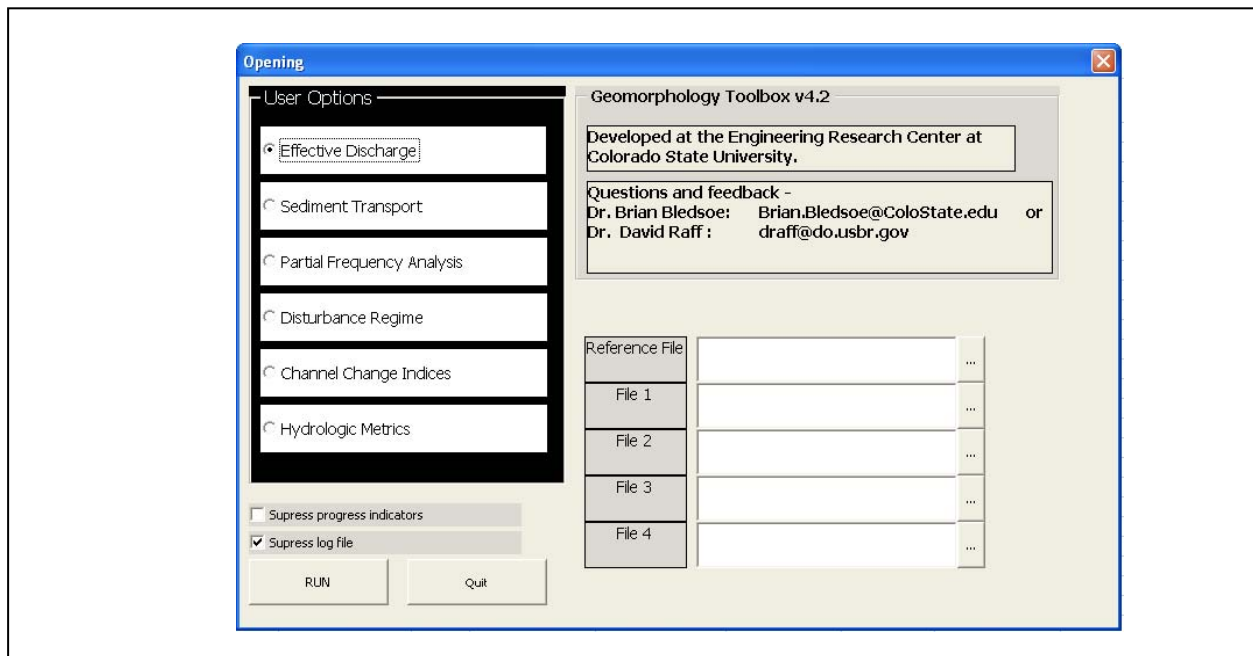 Opening
User Options
Effective Discharge
Sediment Transport
Partial Frequency Analysis
Disturbance Regime
Channel Change Indices
Hydrologic Metrics
Supress progress indicators
Supress log file
RUN
Quit
Geomorphology Toolbox v4.2
Developed at the Engineering Research Center at
Colorado State University.
Questions and feedback -
Dr. Brian Bledsoe: Brian.Bledsoe@ColoState.edu or
Dr. David Raff : draff@do.usbr.gov
Reference File
...
File 1
...
File 2
...
File 3
...
File 4
...